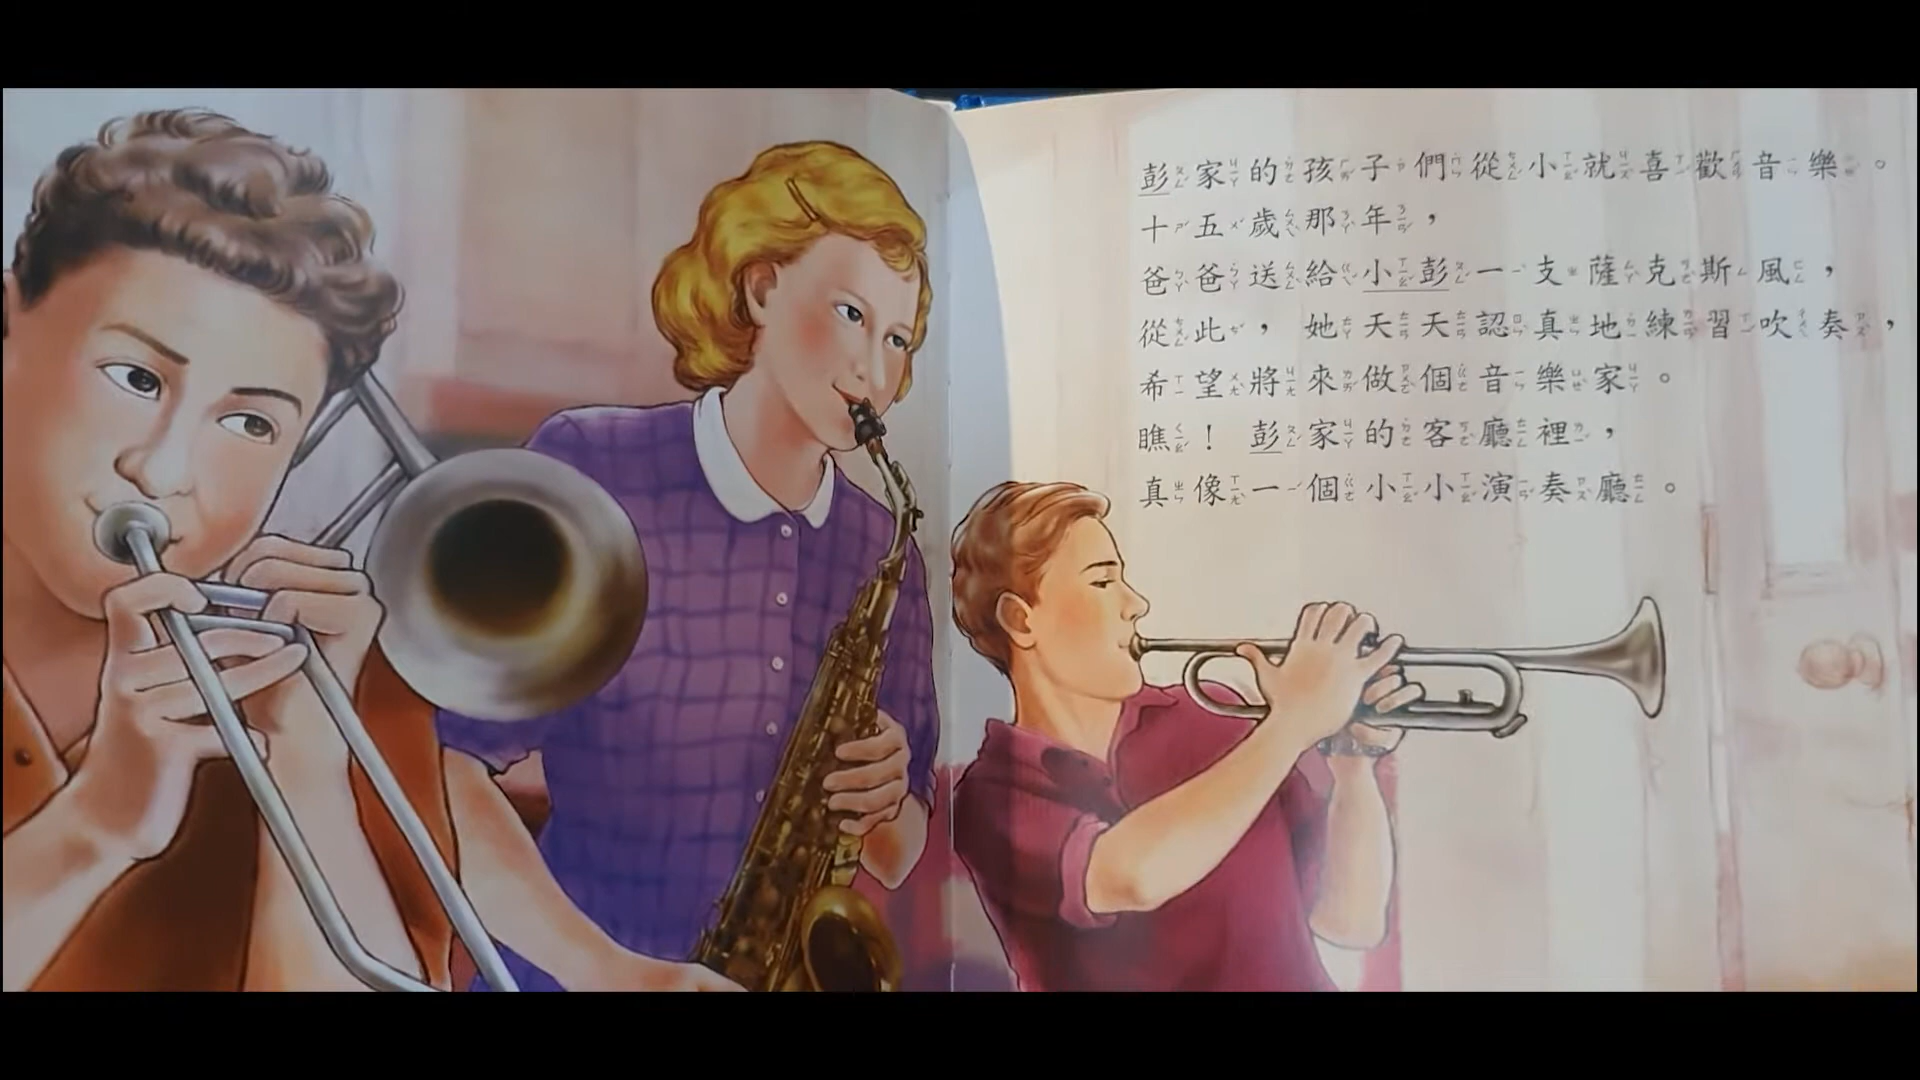 彭家的孩子們從小就喜歡音樂。
十五歲那年，
爸爸送給小彭一支薩克斯風，
從此，她天天認真地練習吹奏，
希望將來做個音樂家。
瞧！彭家的客廳裡，
真像一個小小演奏廳。